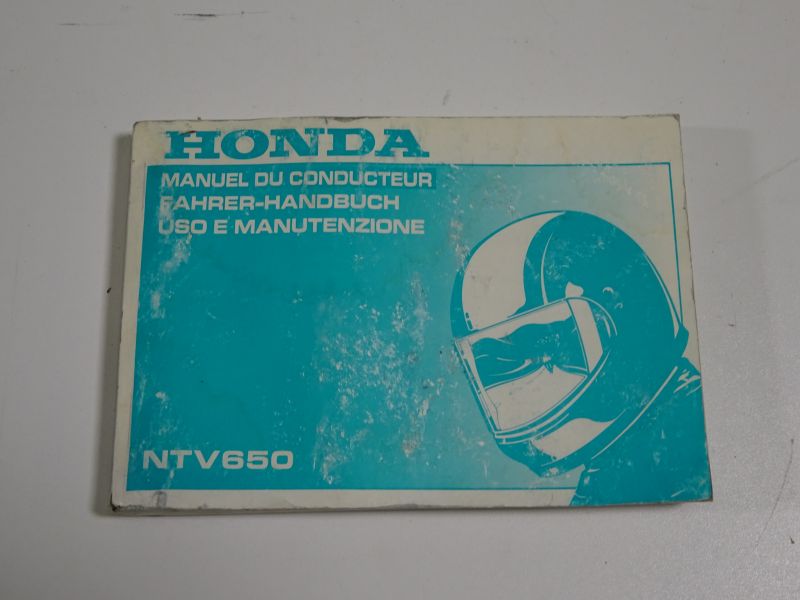 HONDA
MANUEL DU CONDUCTEUR
FAHRER-HANDBUCH
USO E MANUTENZIONE
NTV650